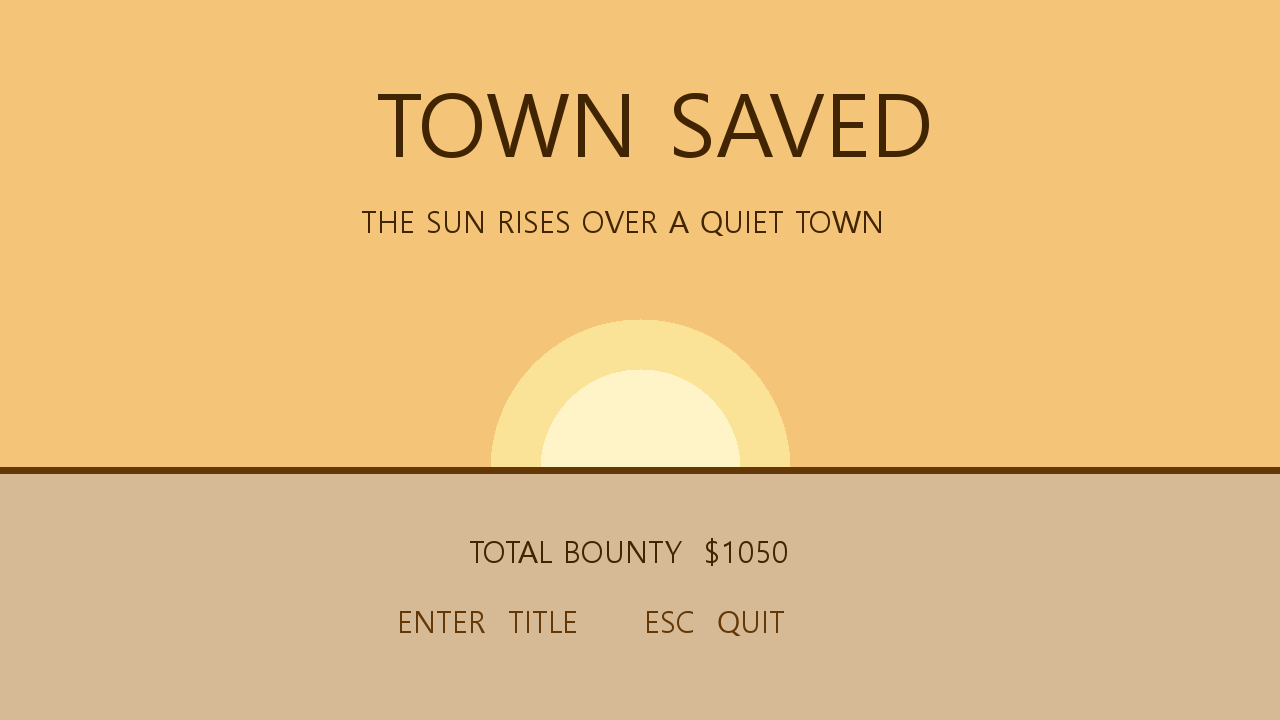 TOWN SAVED
THE SUN RISES OVER A QUIET TOWN
TOTAL BOUNTY $1050
ENTER TITLE ESC QUIT